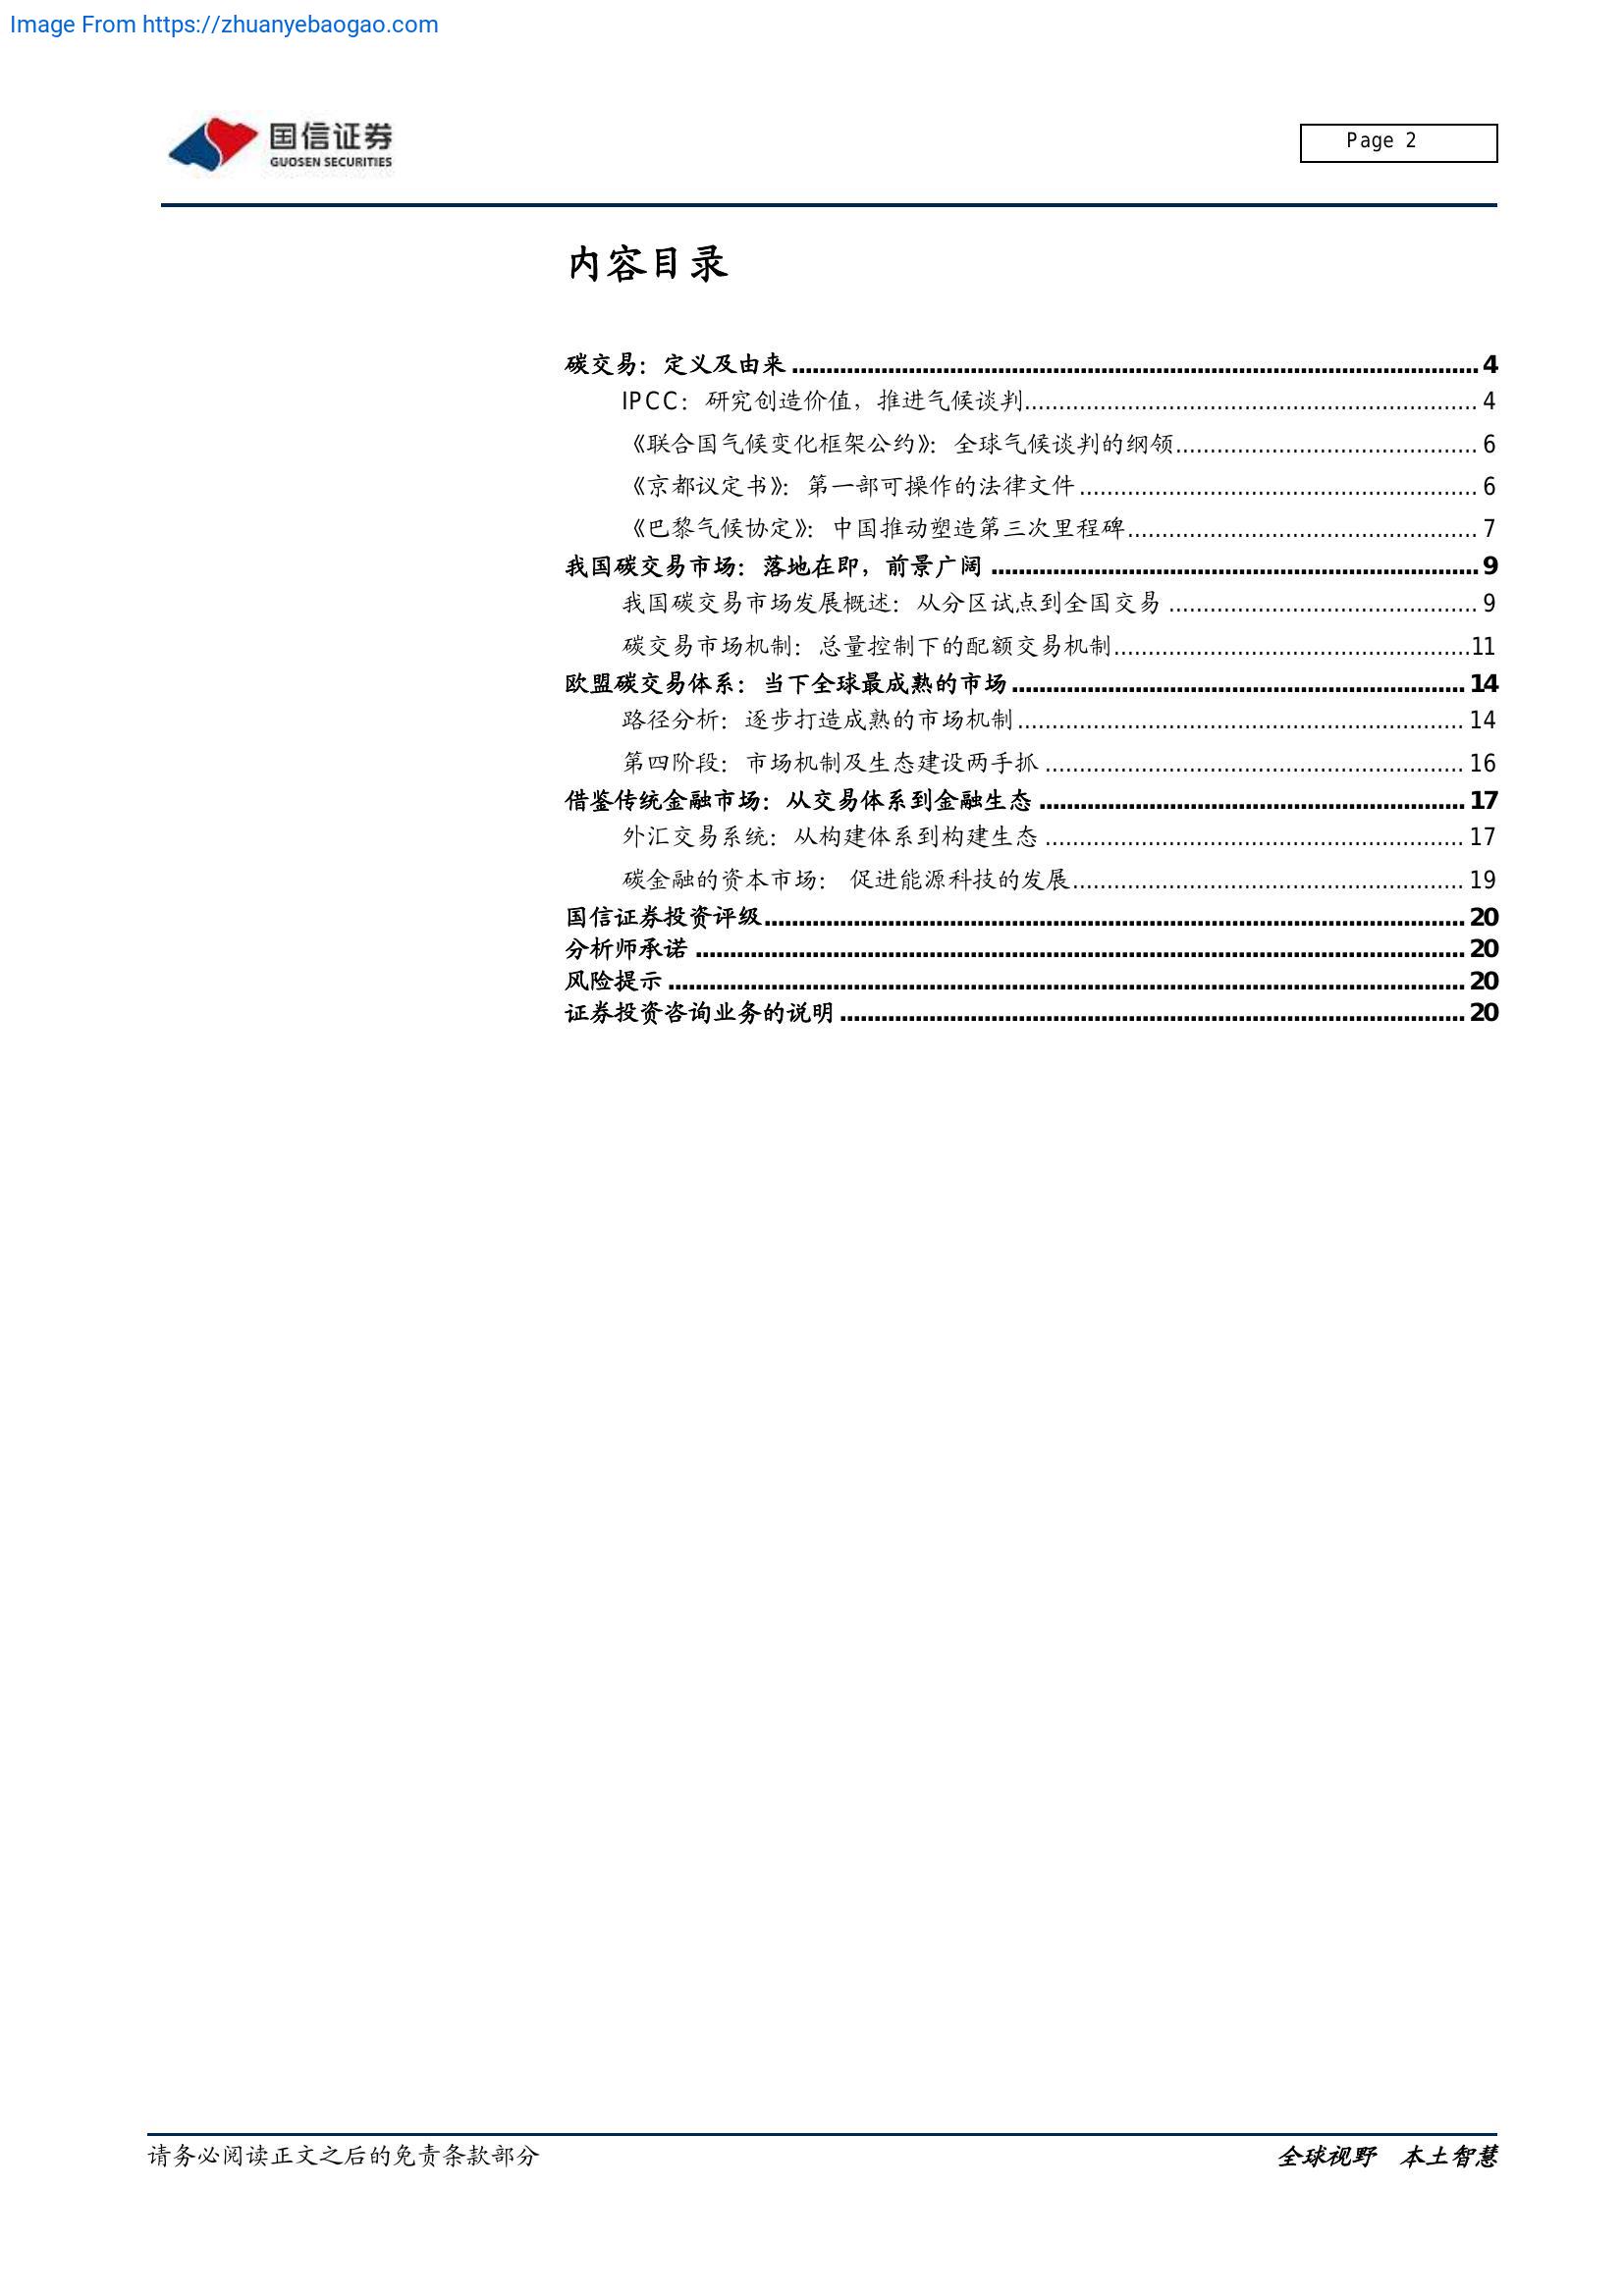 Image From https://zhuanyebaogao.com
国信证券
GUOSEN SECURITIES
Page 2
内容目录
碳交易：定义及由来 4
IPCC：研究创造价值，推进气候谈判 4
《联合国气候变化框架公约》：全球气候谈判的纲领 6
《京都议定书》：第一部可操作的法律文件 6
《巴黎气候协定》：中国推动塑造第三次里程碑 7
我国碳交易市场：落地在即，前景广阔 9
我国碳交易市场发展概述：从分区试点到全国交易 9
碳交易市场机制：总量控制下的配额交易机制 11
欧盟碳交易体系：当下全球最成熟的市场 14
路径分析：逐步打造成熟的市场机制 14
第四阶段：市场机制及生态建设两手抓 16
借鉴传统金融市场：从交易体系到金融生态 17
外汇交易系统：从构建体系到构建生态 17
碳金融的资本市场： 促进能源科技的发展 19
国信证券投资评级 20
分析师承诺 20
风险提示 20
证券投资咨询业务的说明 20
请务必阅读正文之后的免责条款部分
全球视野 本土智慧